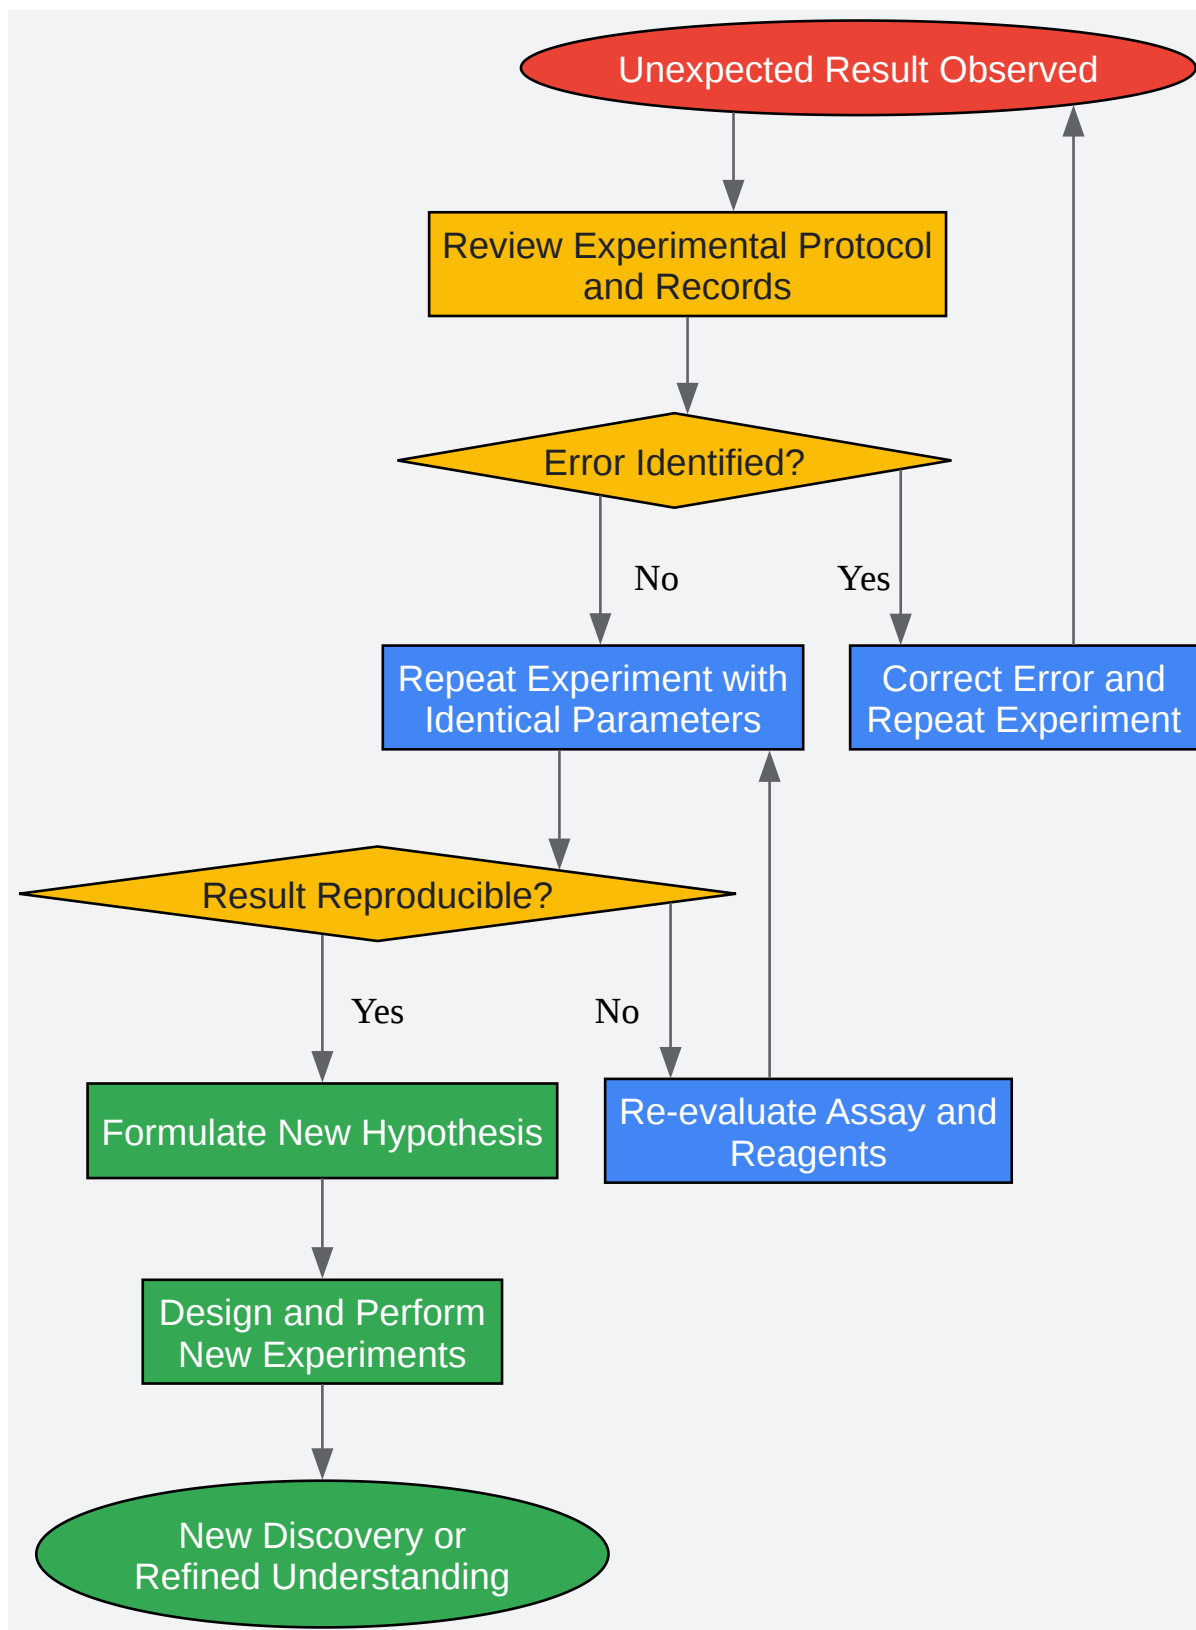 Unexpected Result Observed
Review Experimental Protocol
and Records
Error Identified?
No
Yes
Repeat Experiment with
Identical Parameters
Correct Error and
Repeat Experiment
Result Reproducible?
Yes
No
Formulate New Hypothesis
Re-evaluate Assay and
Reagents
Design and Perform
New Experiments
New Discovery or
Refined Understanding